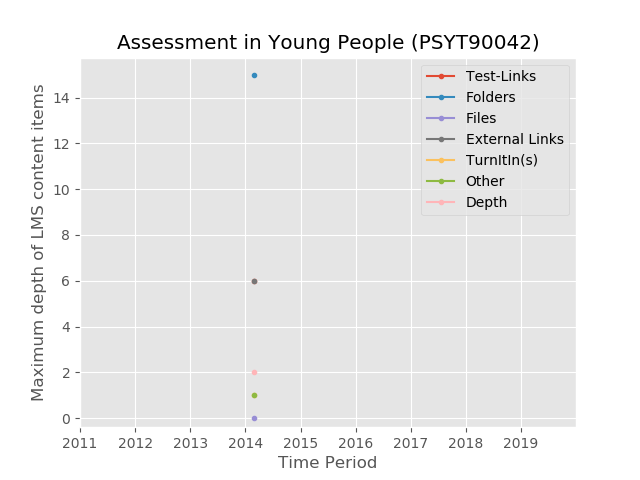 Assessment in Young People (PSYT90042)
Maximum depth of LMS content items
14
12
10
8
6
4
2
0
Test-Links
Folders
Files
External Links
TurnItIn(s)
Other
Depth
2011 2012 2013 2014 2015 2016 2017 2018 2019
Time Period